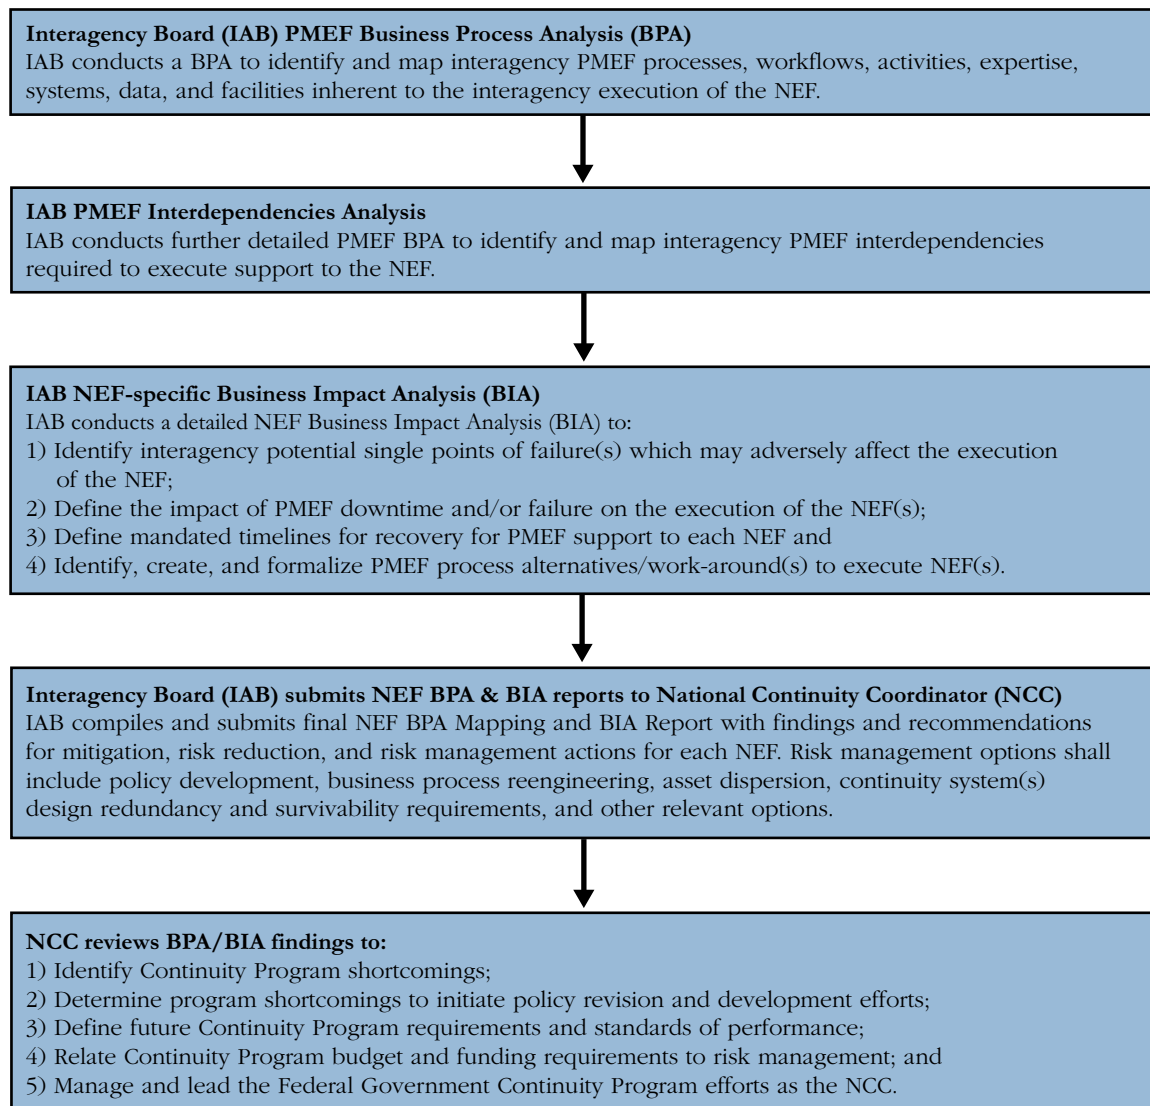 Interagency Board (IAB) PMEF Business Process Analysis (BPA)
IAB conducts a BPA to identify and map interagency PMEF processes, workflows, activities, expertise,
systems, data, and facilities inherent to the interagency execution of the NEF.
IAB PMEF Interdependencies Analysis
IAB conducts further detailed PMEF BPA to identify and map interagency PMEF interdependencies
required to execute support to the NEF.
IAB NEF-specific Business Impact Analysis (BIA)
IAB conducts a detailed NEF Business Impact Analysis (BIA) to:
1) Identify interagency potential single points of failure(s) which may adversely affect the execution
of the NEF;
2) Define the impact of PMEF downtime and/or failure on the execution of the NEF(s);
3) Define mandated timelines for recovery for PMEF support to each NEF and
4) Identify, create, and formalize PMEF process alternatives/work-around(s) to execute NEF(s).
Interagency Board (IAB) submits NEF BPA & BIA reports to National Continuity Coordinator (NCC)
IAB compiles and submits final NEF BPA Mapping and BIA Report with findings and recommendations
for mitigation, risk reduction, and risk management actions for each NEF. Risk management options shall
include policy development, business process reengineering, asset dispersion, continuity system(s)
design redundancy and survivability requirements, and other relevant options.
NCC reviews BPA/BIA findings to:
1) Identify Continuity Program shortcomings;
2) Determine program shortcomings to initiate policy revision and development efforts;
3) Define future Continuity Program requirements and standards of performance;
4) Relate Continuity Program budget and funding requirements to risk management; and
5) Manage and lead the Federal Government Continuity Program efforts as the NCC.